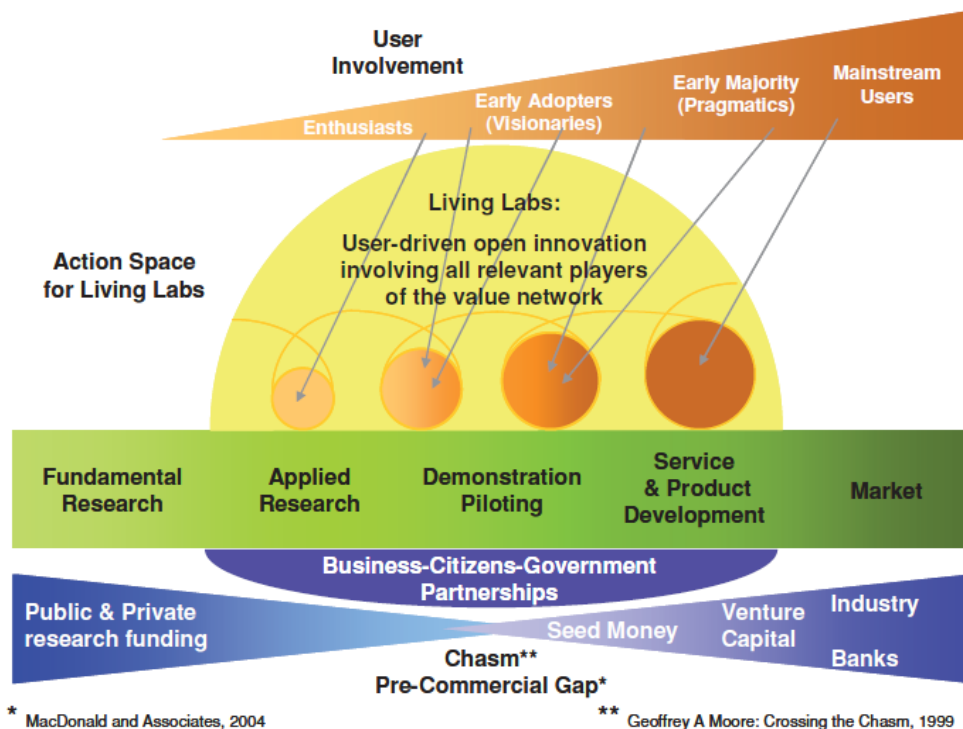 User
Involvement
Enthusiasts
Early Adopters
(Visionaries)
Early Majority
(Pragmatics)
Mainstream
Users
Living Labs:
User-driven open innovation
involving all relevant players
of the value network
Action Space
for Living Labs
Fundamental
Research
Applied
Research
Demonstration
Piloting
Service
& Product
Development
Market
Business-Citizens-Government
Partnerships
Public & Private
research funding
Seed Money
Venture
Capital
Industry
Banks
Chasm**
Pre-Commercial Gap*
* MacDonald and Associates, 2004
** Geoffrey A Moore: Crossing the Chasm, 1999